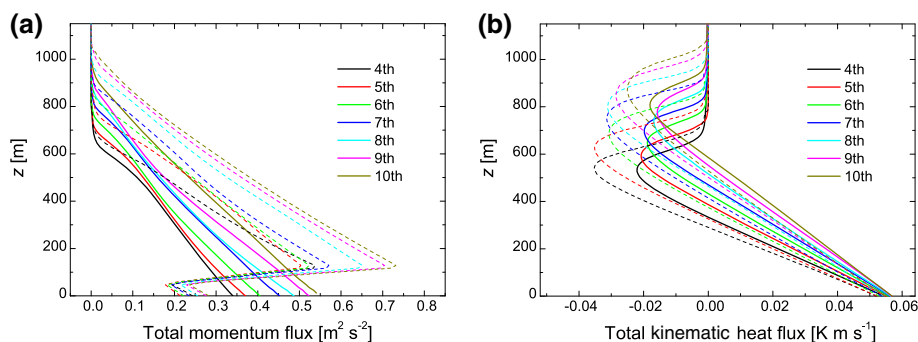 (a)
z [m]
1000
800
600
400
200
0
0.0 0.1 0.2 0.3 0.4 0.5 0.6 0.7 0.8
Total momentum flux [m² s⁻²]
4th
5th
6th
7th
8th
9th
10th
(b)
z [m]
1000
800
600
400
200
0
-0.04 -0.02 0.00 0.02 0.04 0.06
Total kinematic heat flux [K m s⁻¹]
4th
5th
6th
7th
8th
9th
10th